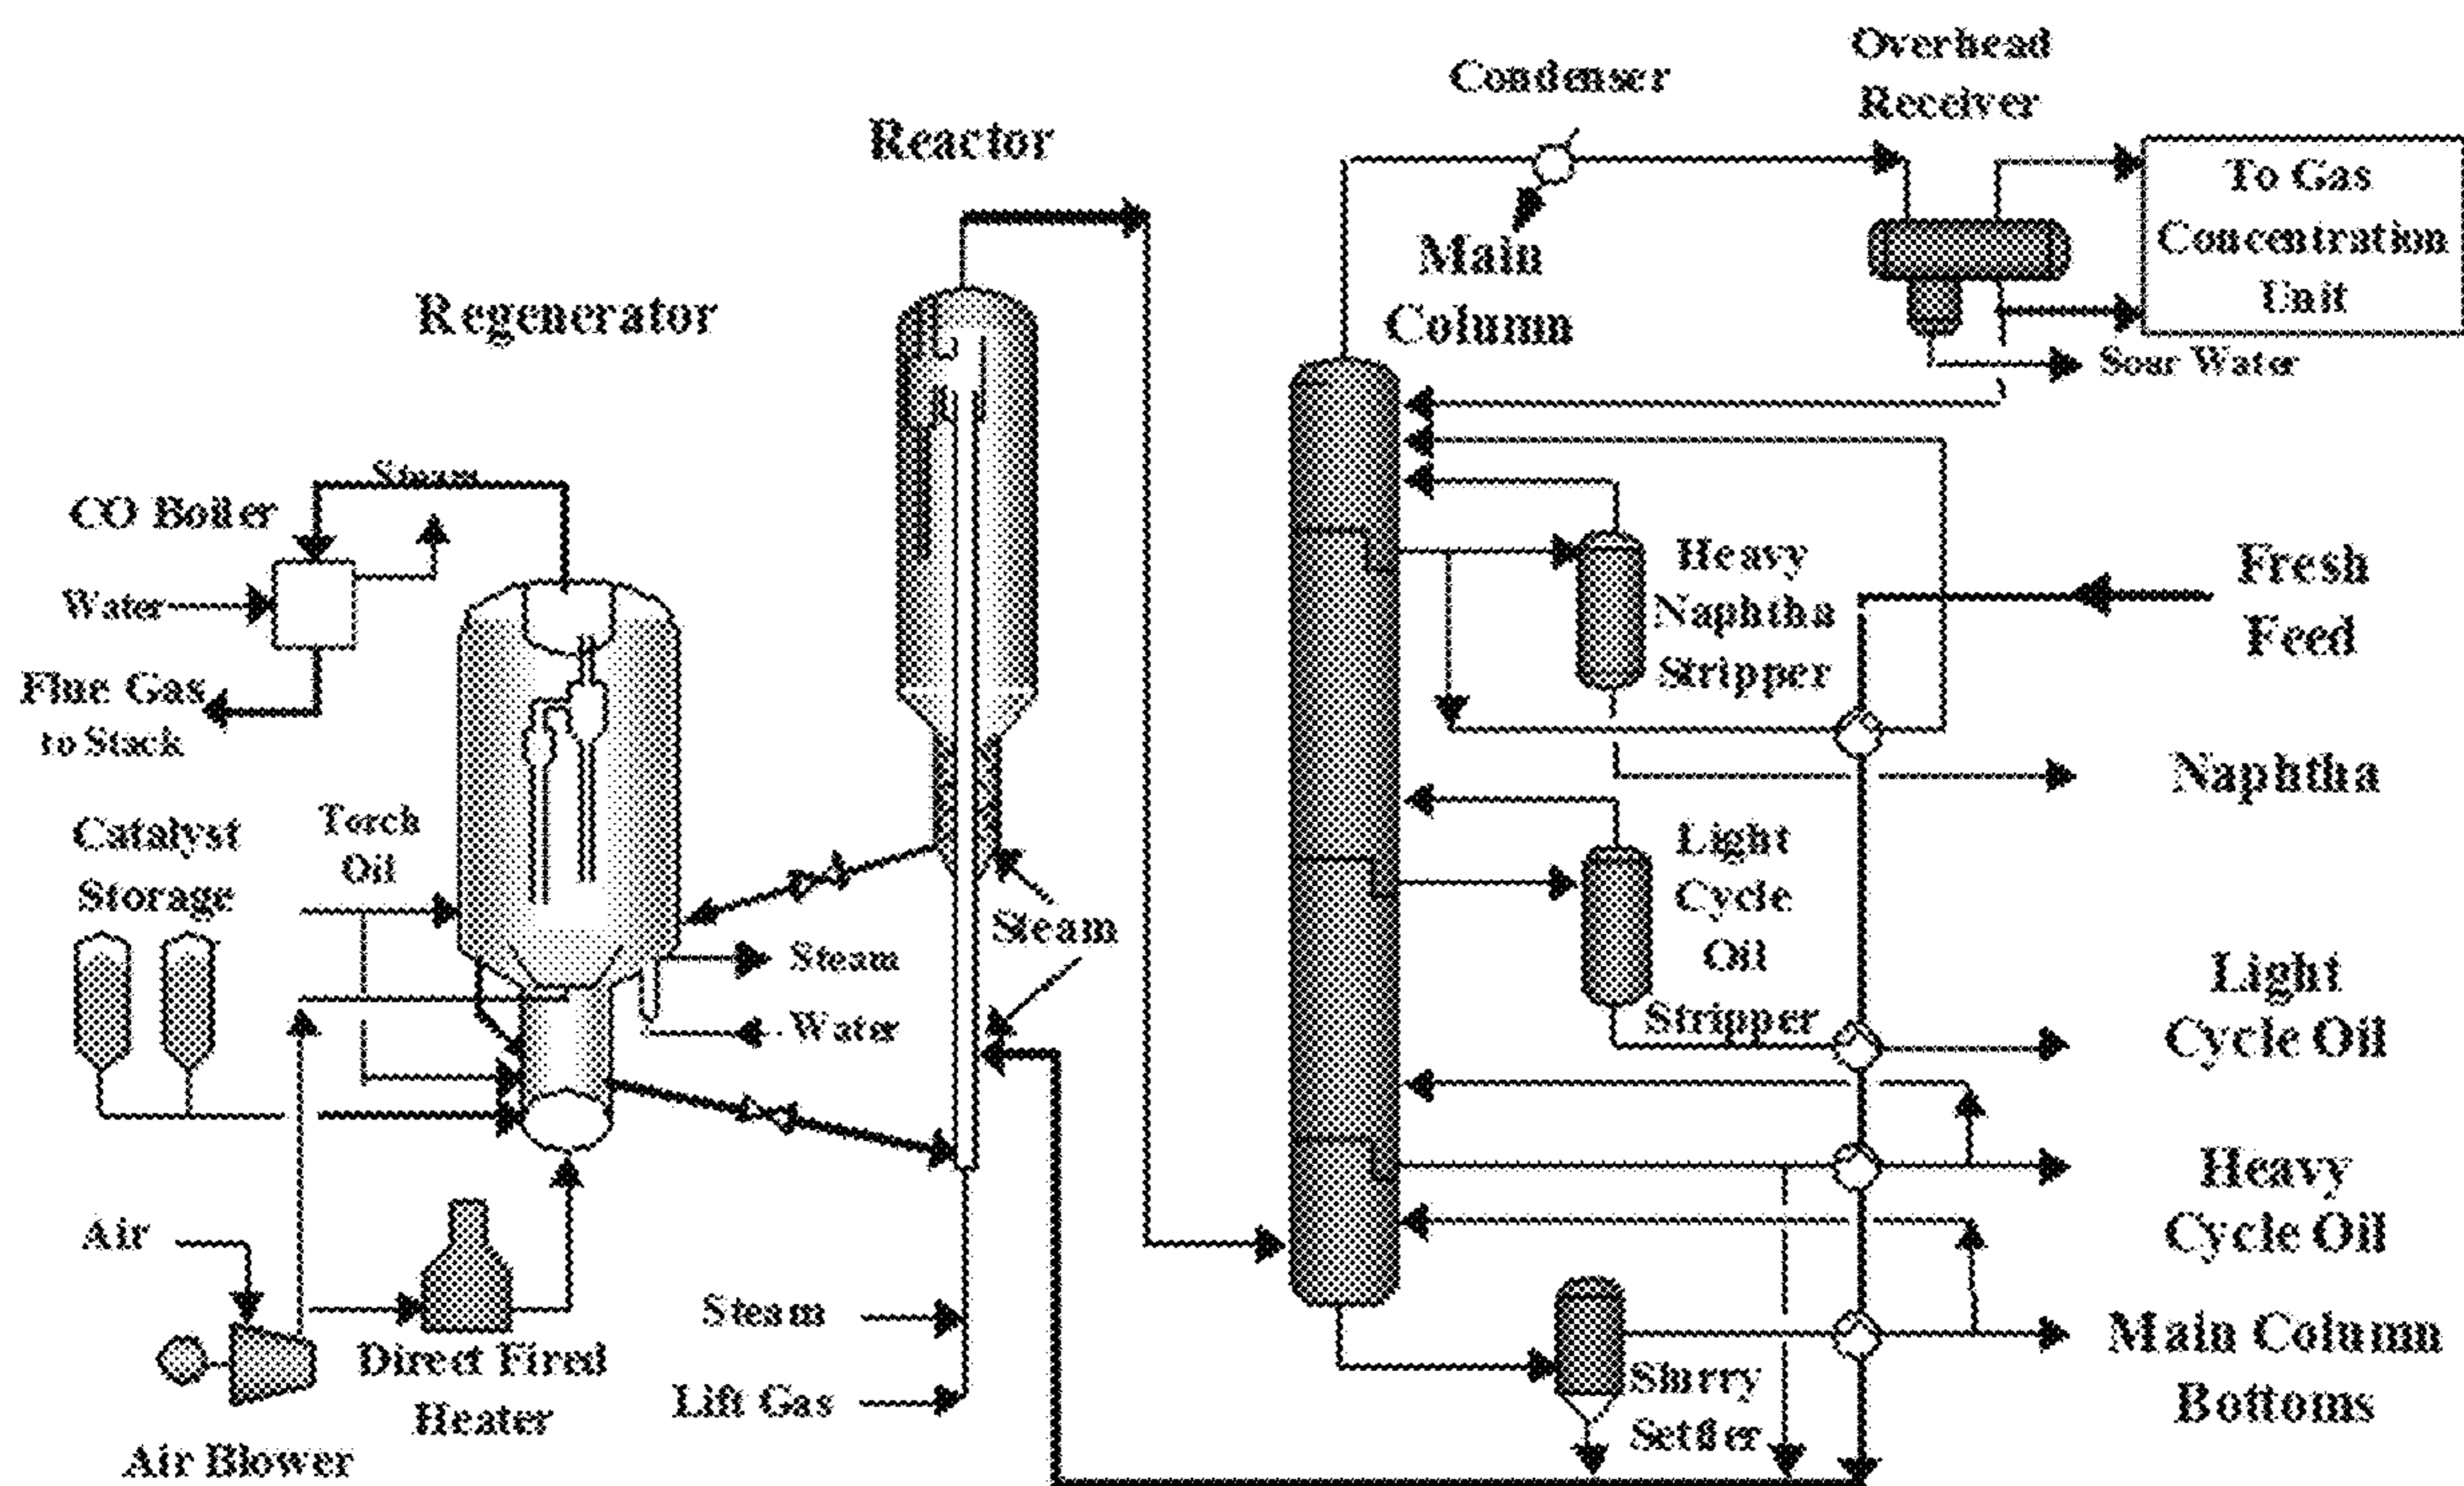 Overhead
Receiver
Condenser
Reactor
To Gas
Concentration
Unit
Main
Column
Regenerator
Sour Water
Steam
CO Boiler
Water
Flue Gas
to Stack
Heavy
Naphtha
Stripper
Fresh
Feed
Naphtha
Torch
Oil
Catalyst
Storage
Light
Cycle
Oil
Stripper
Steam
Steam
Water
Light
Cycle Oil
Heavy
Cycle Oil
Air
Steam
Lift Gas
Direct Fired
Heater
Air Blower
Slurry
Settler
Main Column
Bottoms